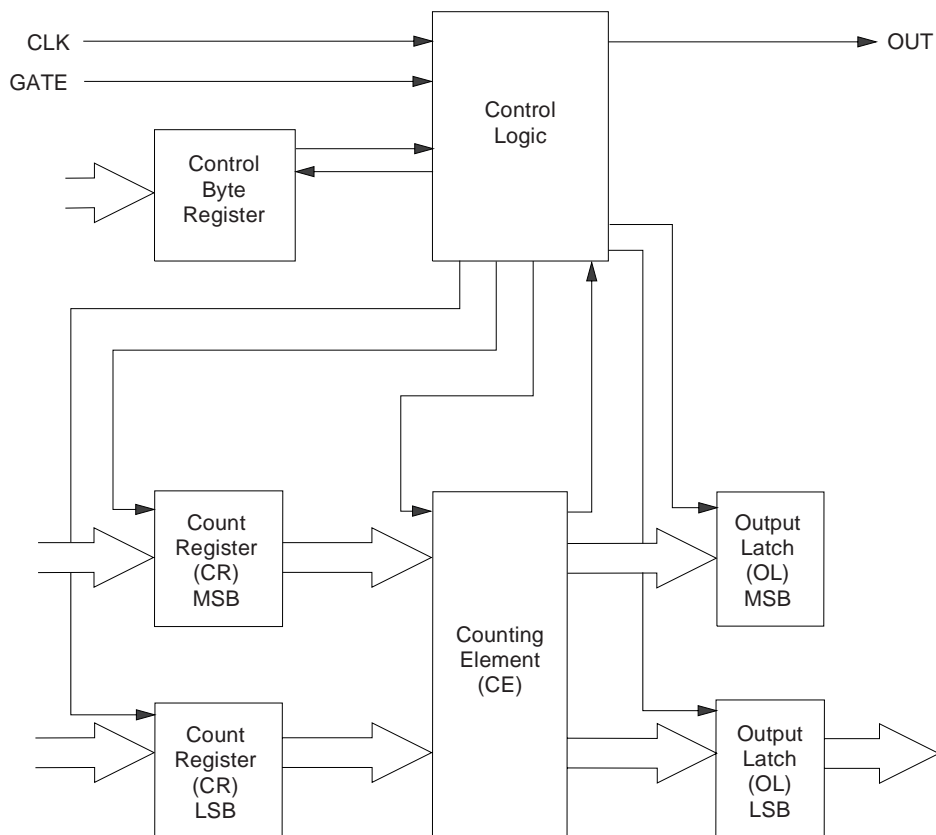 CLK
GATE
OUT
Control
Logic
Control
Byte
Register
Count
Register
(CR)
MSB
Counting
Element
(CE)
Output
Latch
(OL)
MSB
Count
Register
(CR)
LSB
Output
Latch
(OL)
LSB